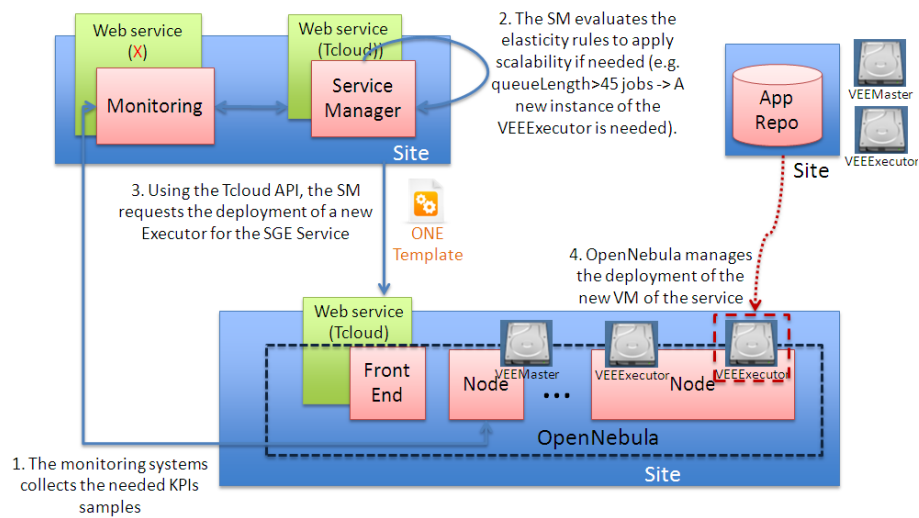 Web service
(X)
Monitoring
Web service
(Tcloud))
Service
Manager
Site
2. The SM evaluates the
elasticity rules to apply
scalability if needed (e.g.
queueLength>45 jobs -> A
new instance of the
VEEExecutor is needed).
App
Repo
Site
VEEMaster
VEEExecutor
3. Using the Tcloud API, the SM
requests the deployment of a new
Executor for the SGE Service
ONE
Template
4. OpenNebula manages
the deployment of the
new VM of the service
Web service
(Tcloud)
Front
End
Node
VEEMaster
...
VEEExecutor
Node
VEEExecutor
OpenNebula
Site
1. The monitoring systems
collects the needed KPIs
samples